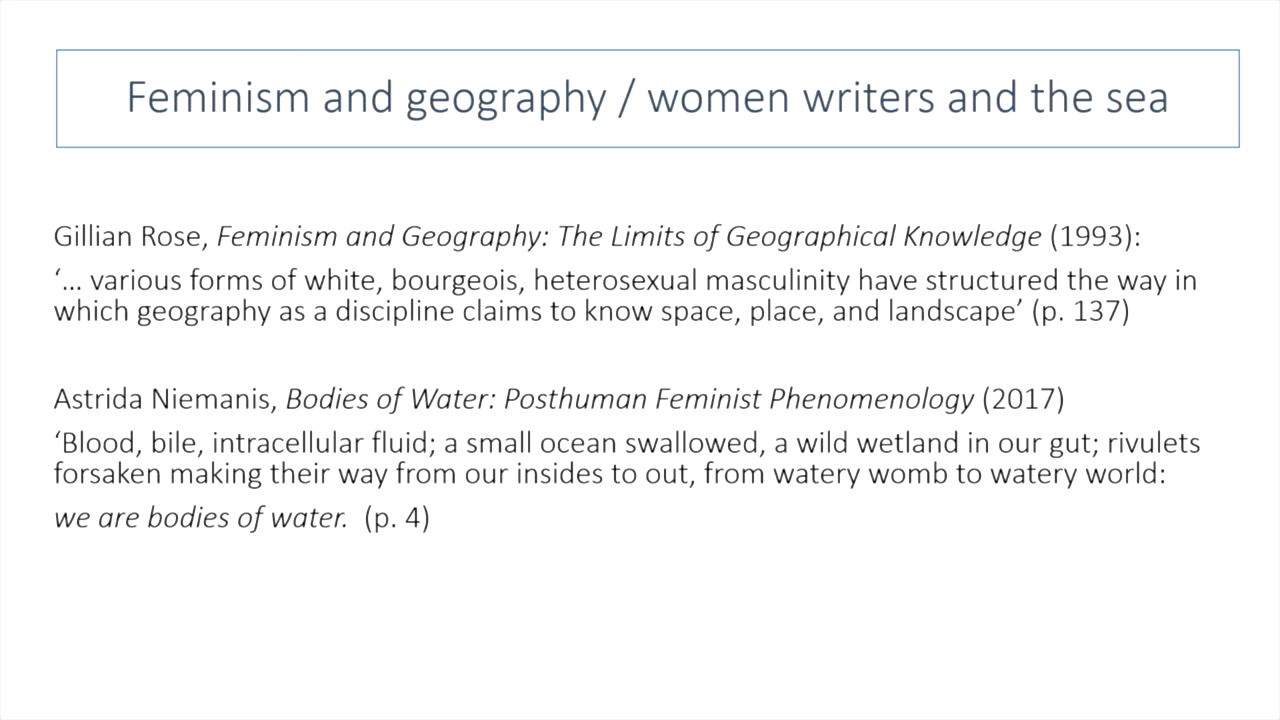 Feminism and geography / women writers and the sea
Gillian Rose, Feminism and Geography: The Limits of Geographical Knowledge (1993):
‘… various forms of white, bourgeois, heterosexual masculinity have structured the way in
which geography as a discipline claims to know space, place, and landscape’ (p. 137)
Astrida Niemanis, Bodies of Water: Posthuman Feminist Phenomenology (2017)
‘Blood, bile, intracellular fluid; a small ocean swallowed, a wild wetland in our gut; rivulets
forsaken making their way from our insides to out, from watery womb to watery world:
we are bodies of water. (p. 4)